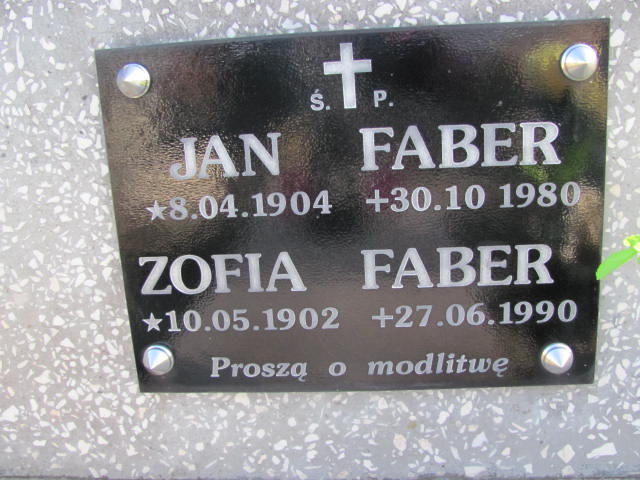 Ś. P.
JAN FABER
★8.04.1904 +30.10 1980
ZOFIA FABER
★10.05.1902 +27.06.1990
Proszą o modlitwę